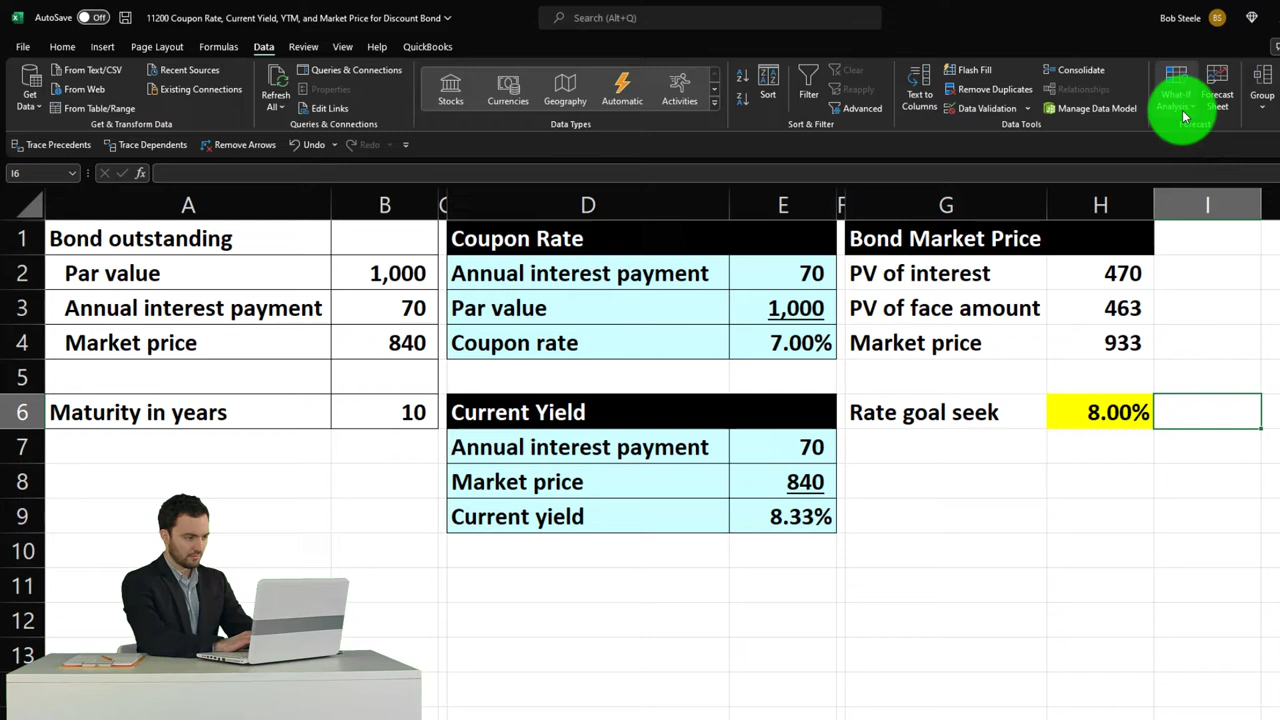 AutoSave Off 11200 Coupon Rate, Current Yield, YTM, and Market Price for Discount Bond Search (Alt+Q) Bob Steele BS
File Home Insert Page Layout Formulas Data Review View Help QuickBooks
Get Data From Text/CSV From Web From Table/Range Recent Sources Existing Connections
Get & Transform Data
Refresh All Queries & Connections Properties Edit Links
Queries & Connections
Stocks Currencies Geography Automatic Activities
Data Types
Sort Filter Clear Reapply Advanced
Sort & Filter
Text to Columns Flash Fill Remove Duplicates Data Validation Consolidate Relationships Manage Data Model
Data Tools
What-If Analysis Forecast Sheet
Forecast
Group
Trace Precedents Trace Dependents Remove Arrows Undo Redo
I6 fx
A B C D E F G H I
1 Bond outstanding Coupon Rate Bond Market Price
2 Par value 1,000 Annual interest payment 70 PV of interest 470
3 Annual interest payment 70 Par value 1,000 PV of face amount 463
4 Market price 840 Coupon rate 7.00% Market price 933
5
6 Maturity in years 10 Current Yield Rate goal seek 8.00%
7 Annual interest payment 70
8 Market price 840
9 Current yield 8.33%
10
11
12
13